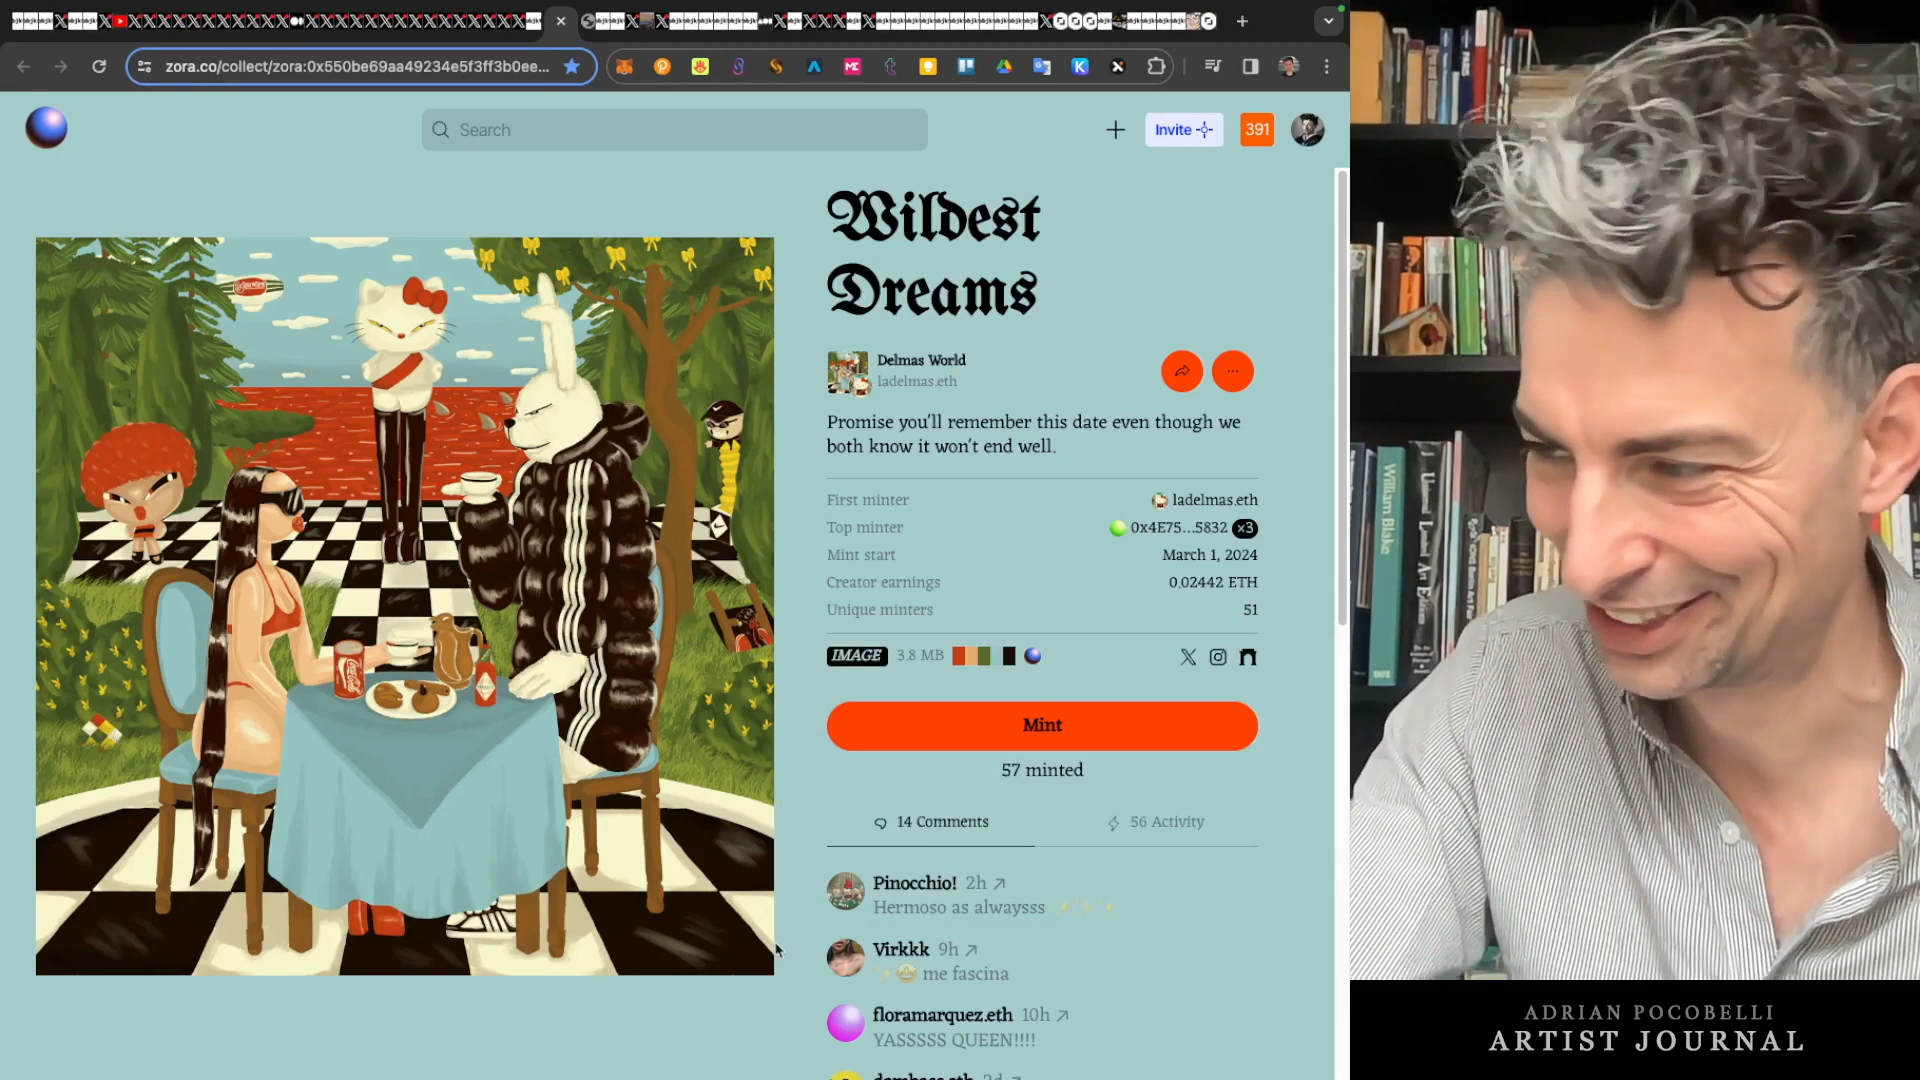 zora.co/collect/zora:0x550be69aa49234e5f3ff3b0ee...
Search
Invite
391
Wildest
Dreams
Delmas World
ladelmas.eth
Promise you'll remember this date even though we
both know it won't end well.
First minter
ladelmas.eth
Top minter
0x4E75...5832 ×3
Mint start
March 1, 2024
Creator earnings
0.02442 ETH
Unique minters
51
IMAGE 3.8 MB
Mint
57 minted
14 Comments
56 Activity
Pinocchio! 2h
Hermoso as alwaysss
Virkkk 9h
me fascina
floramarquez.eth 10h
YASSSSS QUEEN!!!!
Coca-Cola
William Blake
ADRIAN POCOBELLI
ARTIST JOURNAL